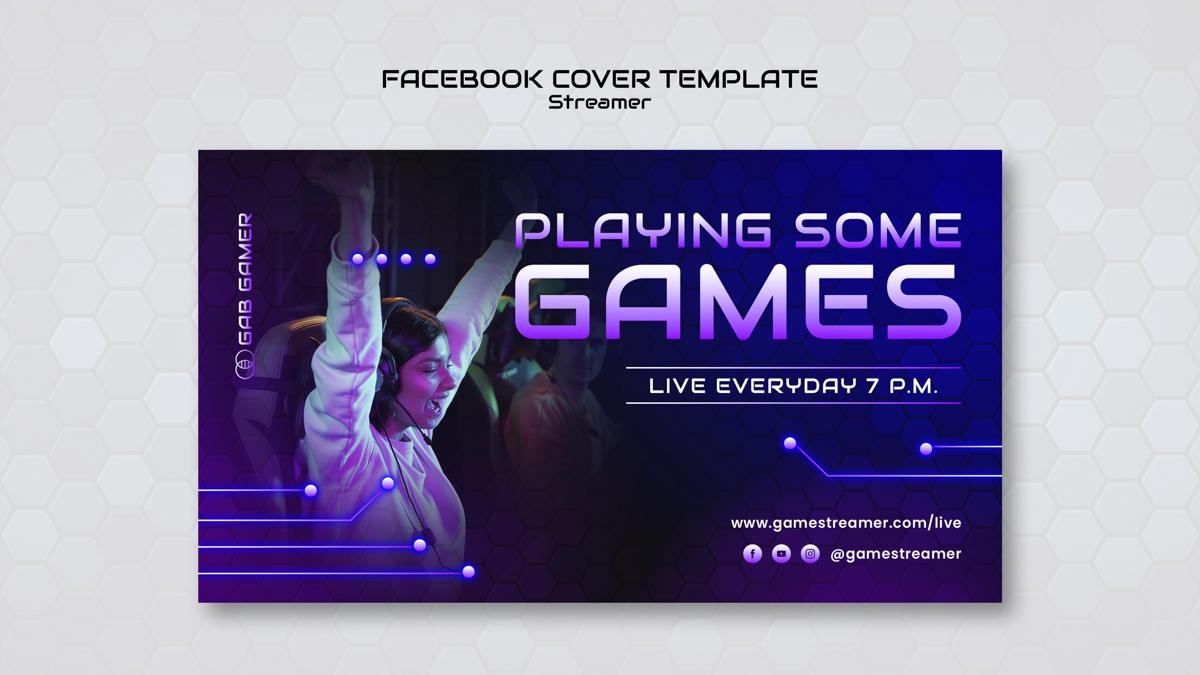 FACEBOOK COVER TEMPLATE
Streamer
GAB GAMER
PLAYING SOME
GAMES
LIVE EVERYDAY 7 P.M.
www.gamestreamer.com/live
@gamestreamer